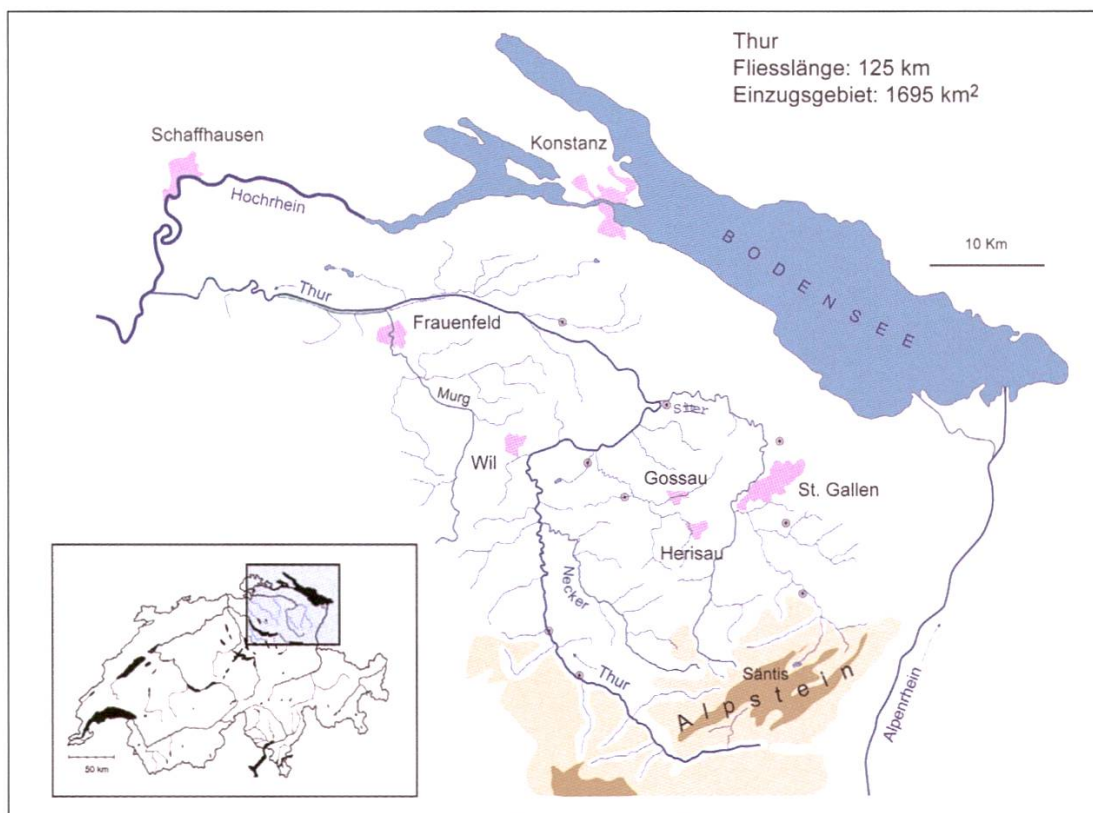 Thur
Fliesslänge: 125 km
Einzugsgebiet: 1695 km²
Schaffhausen
Konstanz
Hochrhein
BODENSEE
10 Km
Thur
Frauenfeld
Murg
Sitter
Wil
Gossau
St. Gallen
Herisau
Necker
Thur
Säntis
Alpstein
Alpenrhein
50 km